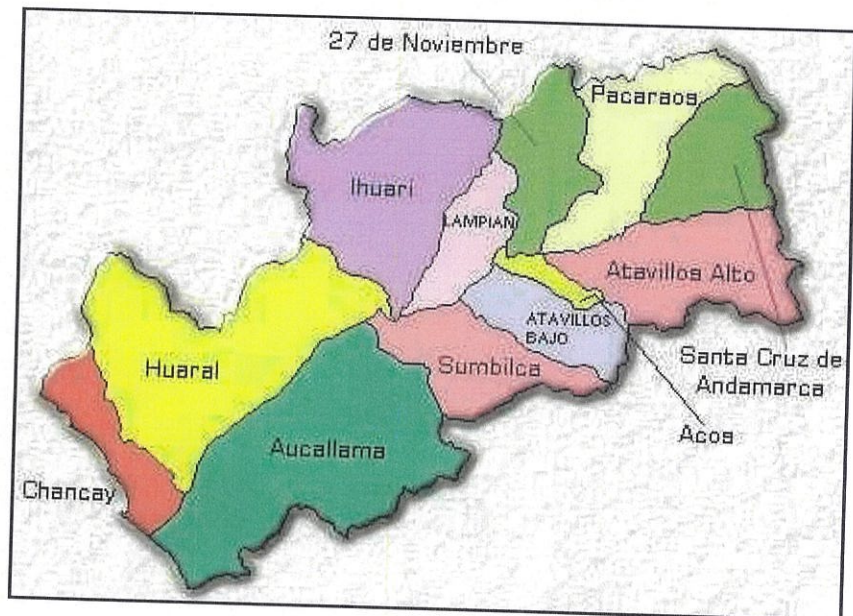 27 de Noviembre
Pacaraos
Ihuari
LAMPIAN
Atavillos Alto
ATAVILLOS
BAJO
Santa Cruz de
Andamarca
Huaral
Sumbilca
Acos
Aucallama
Chancay